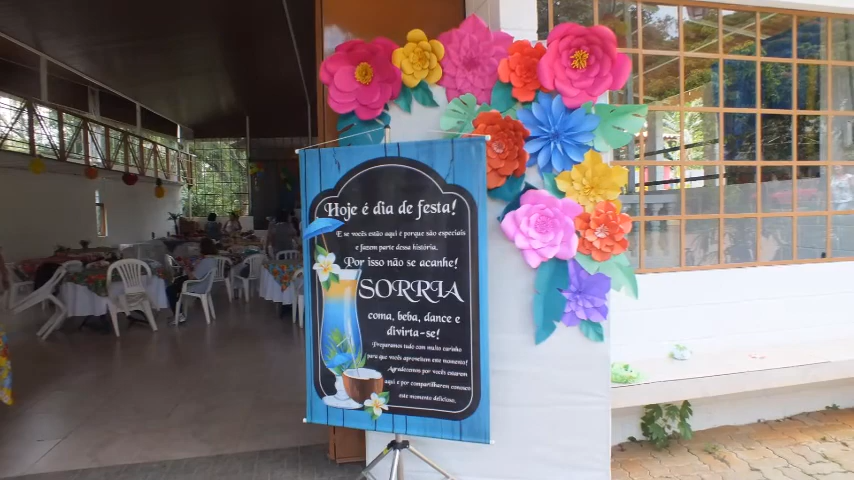 Hoje é dia de festa!
E se vocês estão aqui é porque são especiais
e fazem parte dessa história.
Por isso não se acanhe!
SORRIA
coma, beba, dance e
divirta-se!
Preparamos tudo com muito carinho
para que vocês aproveitem esse momento!
Agradecemos por vocês estarem
aqui e por compartilharem conosco
este momento delicioso.